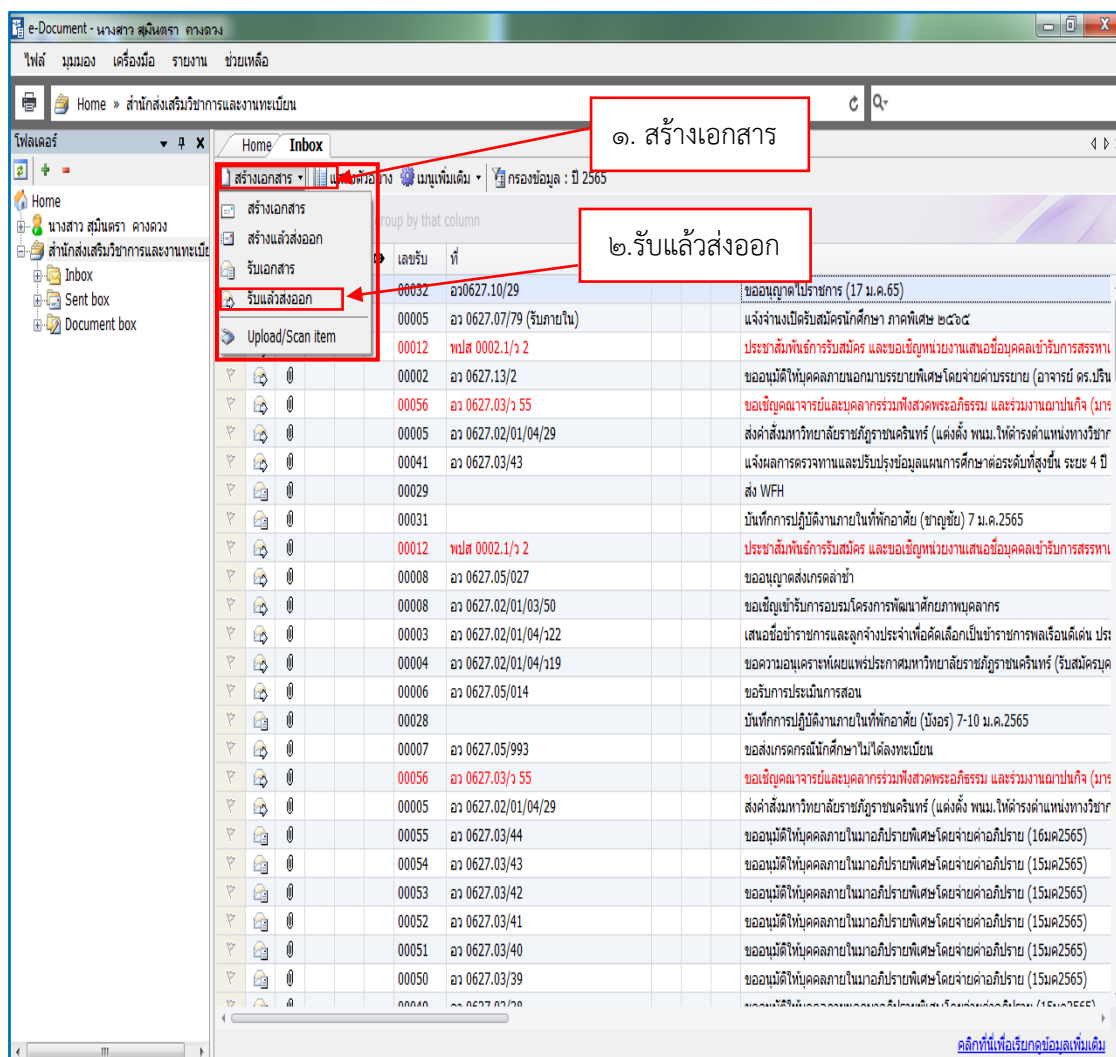 e-Document - นางสาว สุมินตรา คางดวง
ไฟล์ มุมมอง เครื่องมือ รายงาน ช่วยเหลือ
Home » สำนักส่งเสริมวิชาการและงานทะเบียน
โฟลเดอร์
Home
นางสาว สุมินตรา คางดวง
สำนักส่งเสริมวิชาการและงานทะเบีย
Inbox
Sent box
Document box
Home Inbox
สร้างเอกสาร เมนูเพิ่มเติม กรองข้อมูล : ปี 2565
๑. สร้างเอกสาร
สร้างเอกสาร
สร้างแล้วส่งออก
รับเอกสาร
รับแล้วส่งออก
Upload/Scan item
๒.รับแล้วส่งออก
group by that column
เลขรับ ที่
00032 อว0627.10/29 ขออนุญาตไปราชการ (17 ม.ค.65)
00005 อว 0627.07/79 (รับภายใน) แจ้งจำนงเปิดรับสมัครนักศึกษา ภาคพิเศษ ๒๕๖๕
00012 พปส 0002.1/ว 2 ประชาสัมพันธ์การรับสมัคร และขอเชิญหน่วยงานเสนอชื่อบุคคลเข้ารับการสรรหาเ
00002 อว 0627.13/2 ขออนุมัติให้บุคคลภายนอกมาบรรยายพิเศษโดยจ่ายค่าบรรยาย (อาจารย์ ดร.ปริน
00056 อว 0627.03/ว 55 ขอเชิญคณาจารย์และบุคลากรร่วมฟังสวดพระอภิธรรม และร่วมงานฌาปนกิจ (มาร
00005 อว 0627.02/01/04/29 ส่งคำสั่งมหาวิทยาลัยราชภัฏราชนครินทร์ (แต่งตั้ง พนม.ให้ดำรงตำแหน่งทางวิชาก
00041 อว 0627.03/43 แจ้งผลการตรวจทานและปรับปรุงข้อมูลแผนการศึกษาต่อระดับที่สูงขึ้น ระยะ 4 ปี
00029 ส่ง WFH
00031 บันทึกการปฏิบัติงานภายในที่พักอาศัย (ชาญชัย) 7 ม.ค.2565
00012 พปส 0002.1/ว 2 ประชาสัมพันธ์การรับสมัคร และขอเชิญหน่วยงานเสนอชื่อบุคคลเข้ารับการสรรหาเ
00008 อว 0627.05/027 ขออนุญาตส่งเกรดล่าช้า
00008 อว 0627.02/01/03/50 ขอเชิญเข้ารับการอบรมโครงการพัฒนาศักยภาพบุคลากร
00003 อว 0627.02/01/04/ว22 เสนอชื่อข้าราชการและลูกจ้างประจำเพื่อคัดเลือกเป็นข้าราชการพลเรือนดีเด่น ประ
00004 อว 0627.02/01/04/ว19 ขอความอนุเคราะห์เผยแพร่ประกาศมหาวิทยาลัยราชภัฏราชนครินทร์ (รับสมัครบุค
00006 อว 0627.05/014 ขอรับการประเมินการสอน
00028 บันทึกการปฏิบัติงานภายในที่พักอาศัย (บังอร) 7-10 ม.ค.2565
00007 อว 0627.05/993 ขอส่งเกรดกรณีนักศึกษาไม่ได้ลงทะเบียน
00056 อว 0627.03/ว 55 ขอเชิญคณาจารย์และบุคลากรร่วมฟังสวดพระอภิธรรม และร่วมงานฌาปนกิจ (มาร
00005 อว 0627.02/01/04/29 ส่งคำสั่งมหาวิทยาลัยราชภัฏราชนครินทร์ (แต่งตั้ง พนม.ให้ดำรงตำแหน่งทางวิชาก
00055 อว 0627.03/44 ขออนุมัติให้บุคคลภายในมาอภิปรายพิเศษโดยจ่ายค่าอภิปราย (16มค2565)
00054 อว 0627.03/43 ขออนุมัติให้บุคคลภายในมาอภิปรายพิเศษโดยจ่ายค่าอภิปราย (15มค2565)
00053 อว 0627.03/42 ขออนุมัติให้บุคคลภายในมาอภิปรายพิเศษโดยจ่ายค่าอภิปราย (15มค2565)
00052 อว 0627.03/41 ขออนุมัติให้บุคคลภายในมาอภิปรายพิเศษโดยจ่ายค่าอภิปราย (15มค2565)
00051 อว 0627.03/40 ขออนุมัติให้บุคคลภายในมาอภิปรายพิเศษโดยจ่ายค่าอภิปราย (15มค2565)
00050 อว 0627.03/39 ขออนุมัติให้บุคคลภายในมาอภิปรายพิเศษโดยจ่ายค่าอภิปราย (15มค2565)
คลิกที่นี่เพื่อเรียกดูข้อมูลเพิ่มเติม